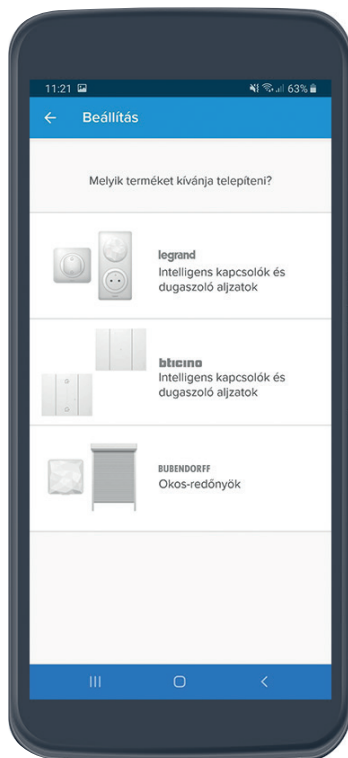 11:21 63%
Beállítás
Melyik terméket kívánja telepíteni?
legrand
Intelligens kapcsolók és
dugaszoló aljzatok
bticino
Intelligens kapcsolók és
dugaszoló aljzatok
BUBENDORFF
Okos-redőnyök